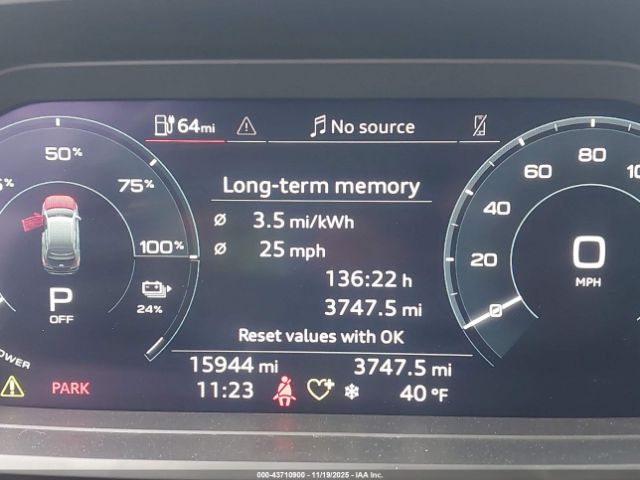 64mi
No source
50%
75%
100%
24%
P
OFF
POWER
PARK
Long-term memory
Ø 3.5 mi/kWh
Ø 25 mph
136:22 h
3747.5 mi
Reset values with OK
15944 mi 3747.5 mi
11:23 40 °F
0
20
40
60
80
0
MPH
000-43710900 - 11/19/2025 - IAA Inc.